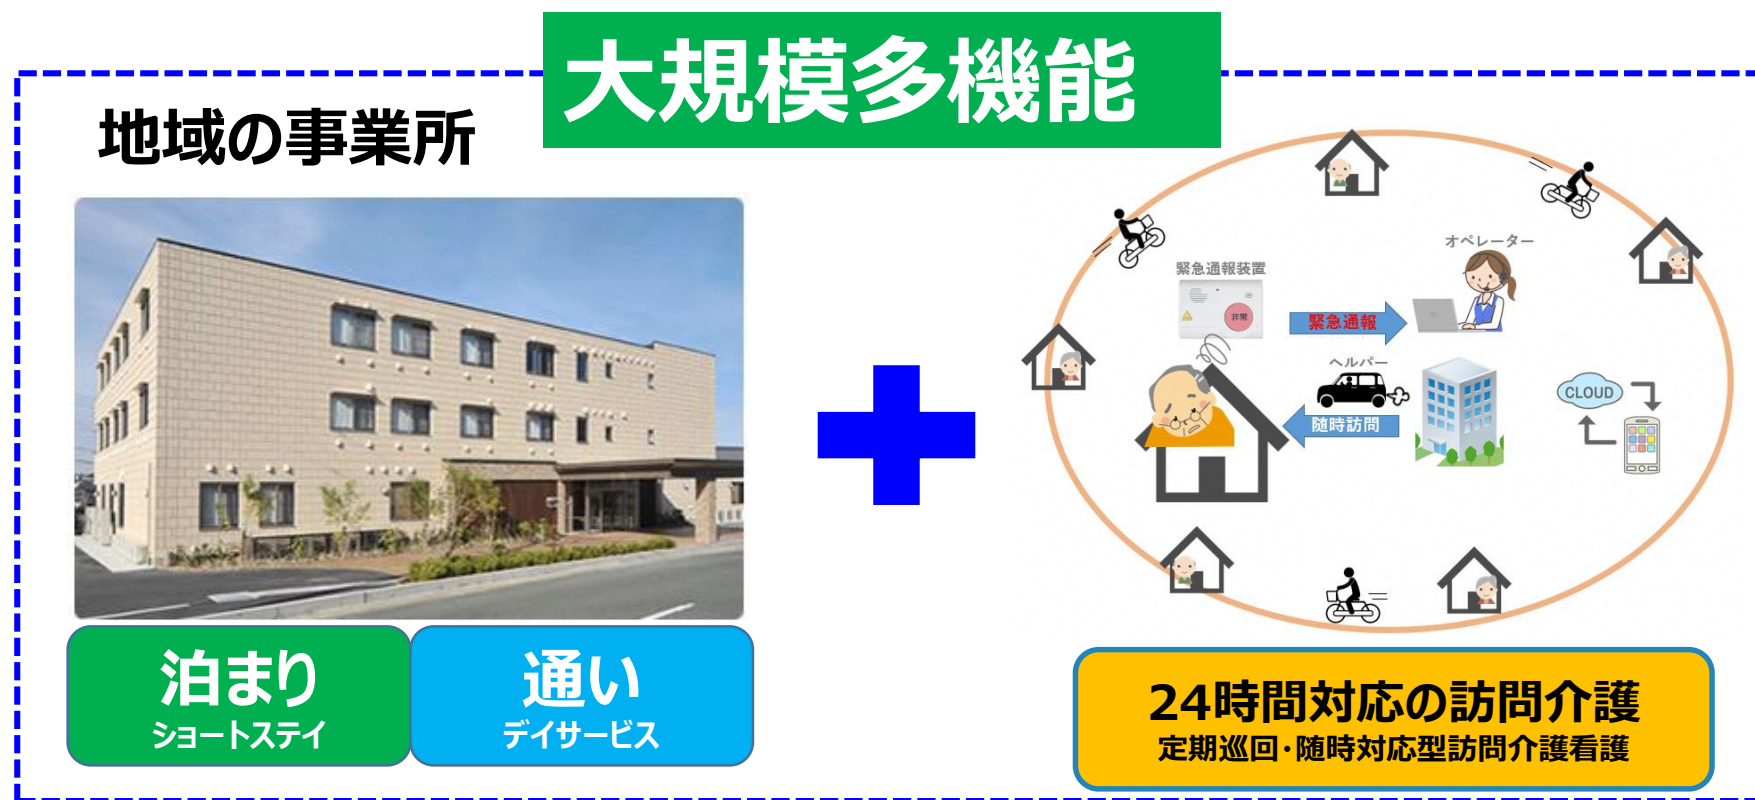 大規模多機能
地域の事業所
泊まり
ショートステイ
通い
デイサービス
オペレーター
緊急通報装置
非常
緊急通報
ヘルパー
随時訪問
CLOUD
24時間対応の訪問介護
定期巡回・随時対応型訪問介護看護